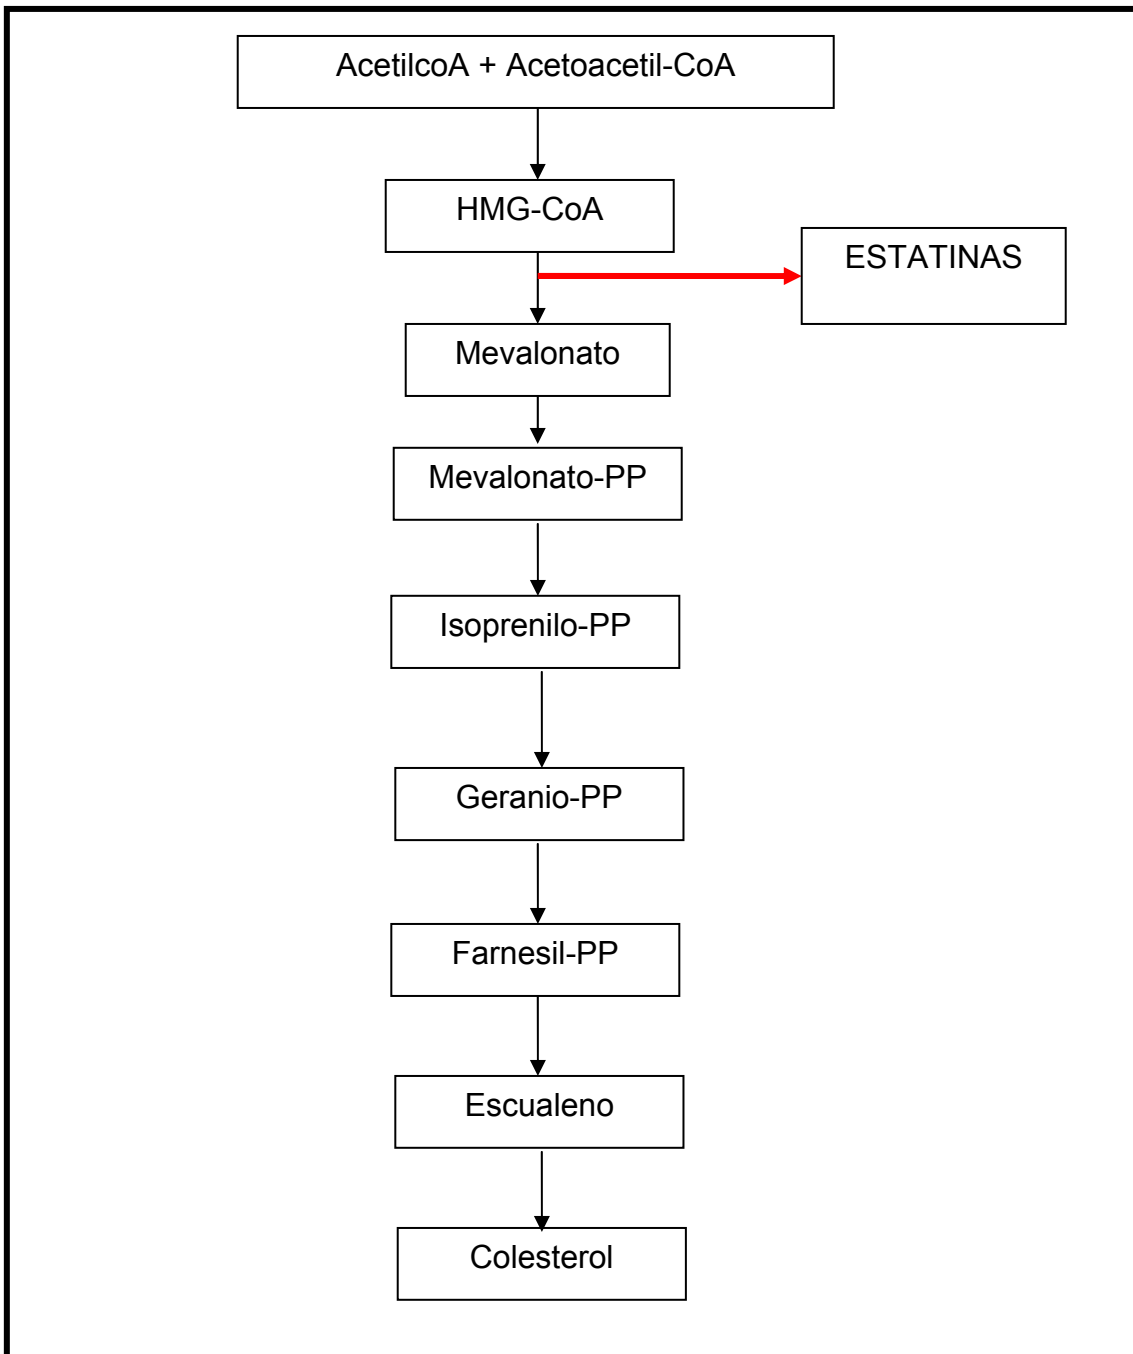 AcetilcoA + Acetoacetil-CoA
HMG-CoA
ESTATINAS
Mevalonato
Mevalonato-PP
Isoprenilo-PP
Geranio-PP
Farnesil-PP
Escualeno
Colesterol